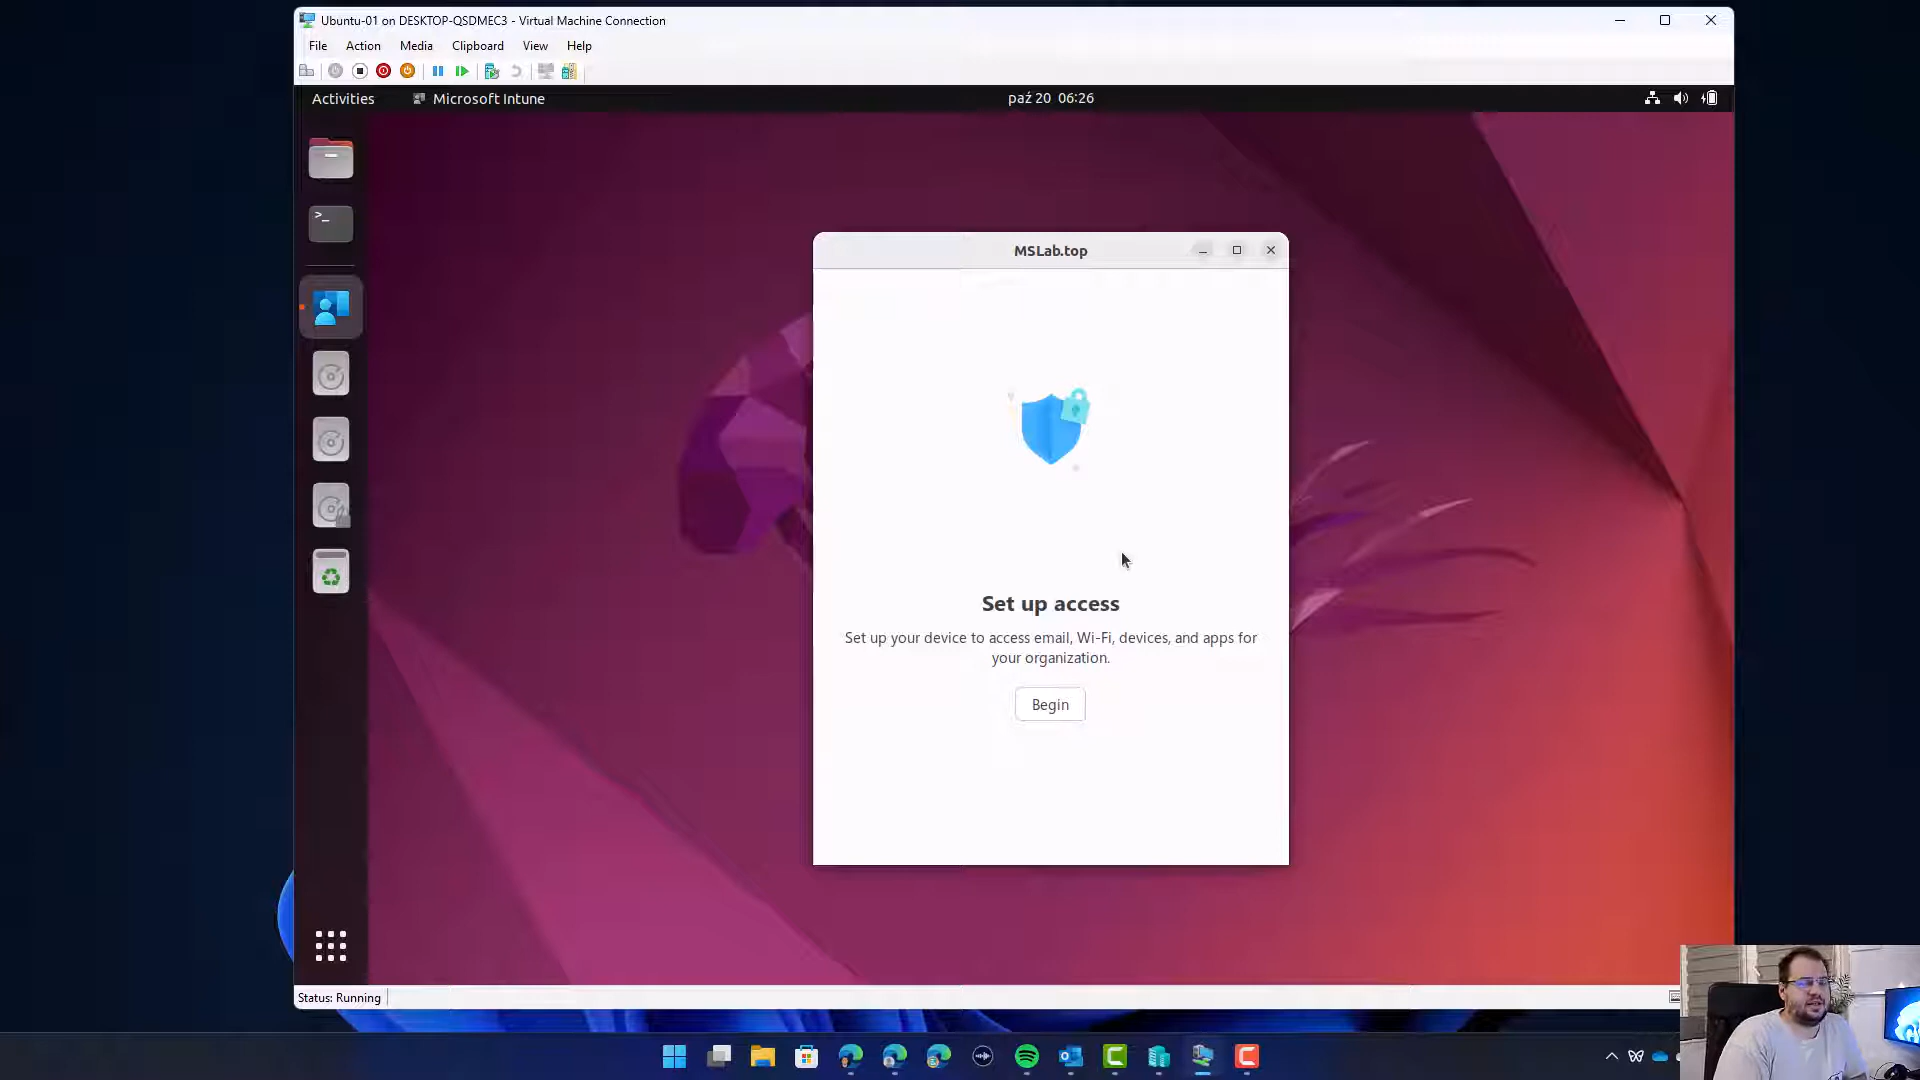 Ubuntu-01 on DESKTOP-QSDMEC3 - Virtual Machine Connection
File Action Media Clipboard View Help
Activities Microsoft Intune paź 20 06:26
>_
MSLab.top
Set up access
Set up your device to access email, Wi-Fi, devices, and apps for
your organization.
Begin
Status: Running